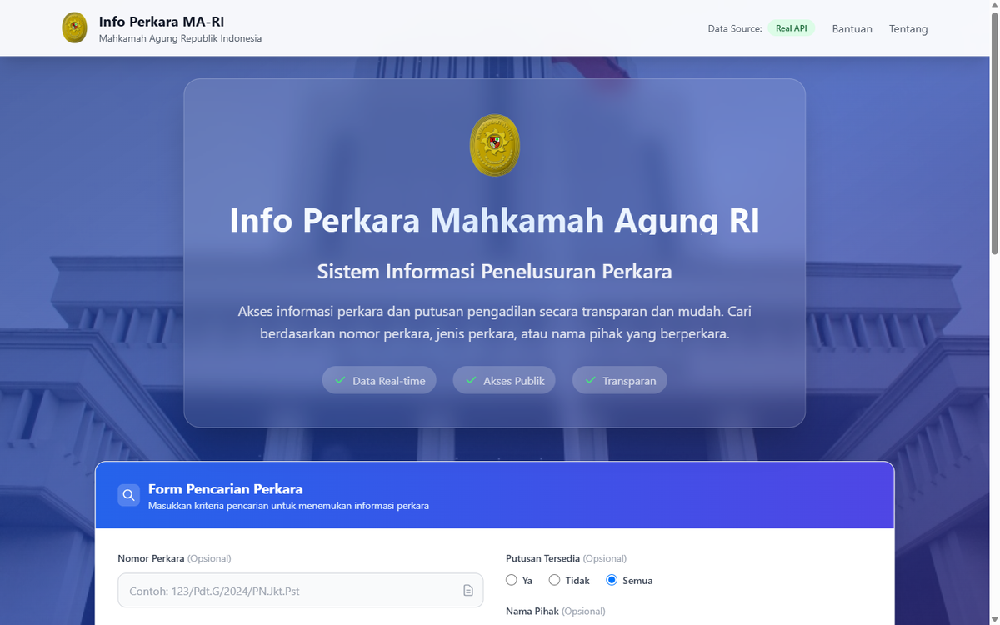 Info Perkara MA-RI
Mahkamah Agung Republik Indonesia
Data Source: Real API Bantuan Tentang
Info Perkara Mahkamah Agung RI
Sistem Informasi Penelusuran Perkara
Akses informasi perkara dan putusan pengadilan secara transparan dan mudah. Cari
berdasarkan nomor perkara, jenis perkara, atau nama pihak yang berperkara.
Data Real-time Akses Publik Transparan
Form Pencarian Perkara
Masukkan kriteria pencarian untuk menemukan informasi perkara
Nomor Perkara (Opsional)
Contoh: 123/Pdt.G/2024/PN.Jkt.Pst
Putusan Tersedia (Opsional)
Ya Tidak Semua
Nama Pihak (Opsional)